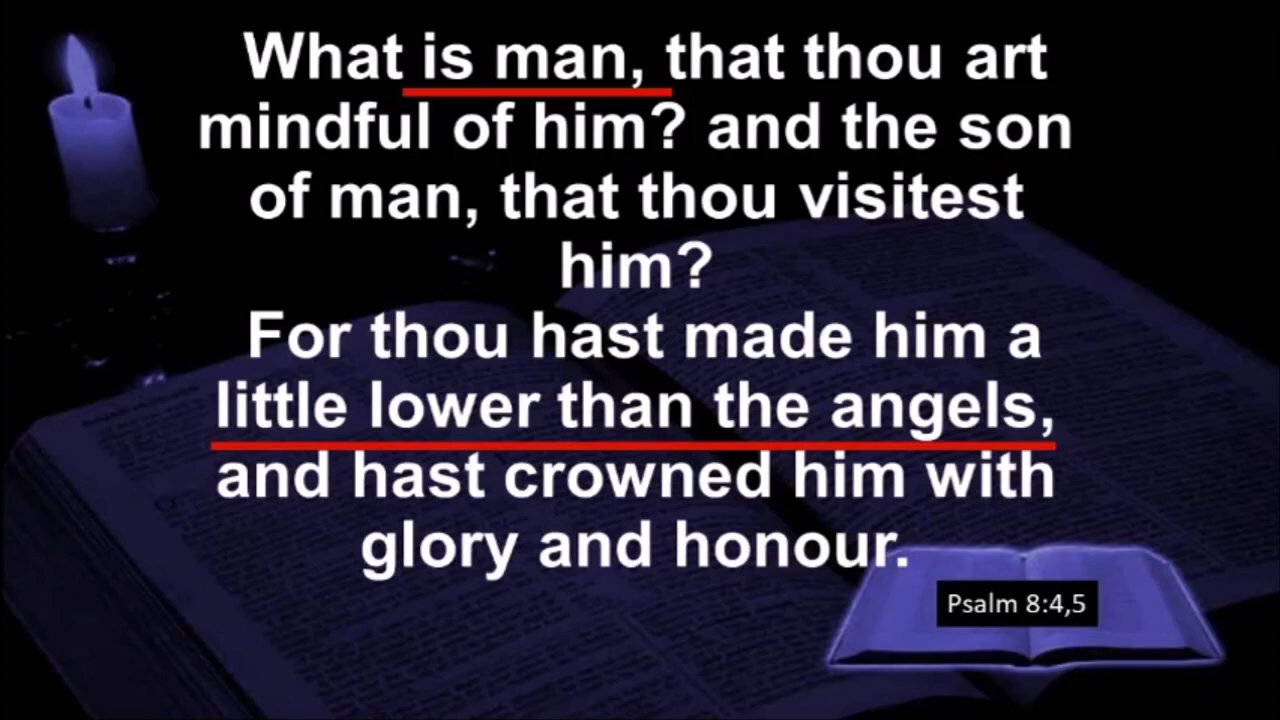 What is man, that thou art
mindful of him? and the son
of man, that thou visitest
him?
For thou hast made him a
little lower than the angels,
and hast crowned him with
glory and honour.
Psalm 8:4,5